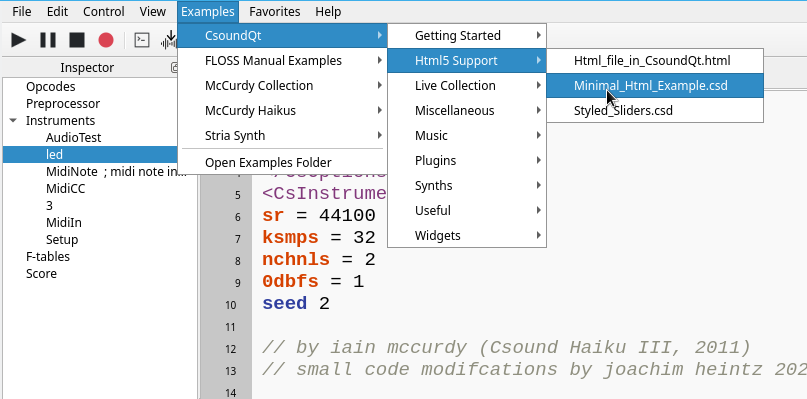 File Edit Control View Examples Favorites Help
Inspector
Opcodes
Preprocessor
Instruments
AudioTest
led
MidiNote ; midi note in...
MidiCC
3
MidiIn
Setup
F-tables
Score
CsoundQt
FLOSS Manual Examples
McCurdy Collection
McCurdy Haikus
Stria Synth
Open Examples Folder
Getting Started
Html5 Support
Live Collection
Miscellaneous
Music
Plugins
Synths
Useful
Widgets
Html_file_in_CsoundQt.html
Minimal_Html_Example.csd
Styled_Sliders.csd
5 <CsInstrume
6 sr = 44100
7 ksmps = 32
8 nchnls = 2
9 0dbfs = 1
10 seed 2
11
12 // by iain mccurdy (Csound Haiku III, 2011)
13 // small code modifcations by joachim heintz 202
14